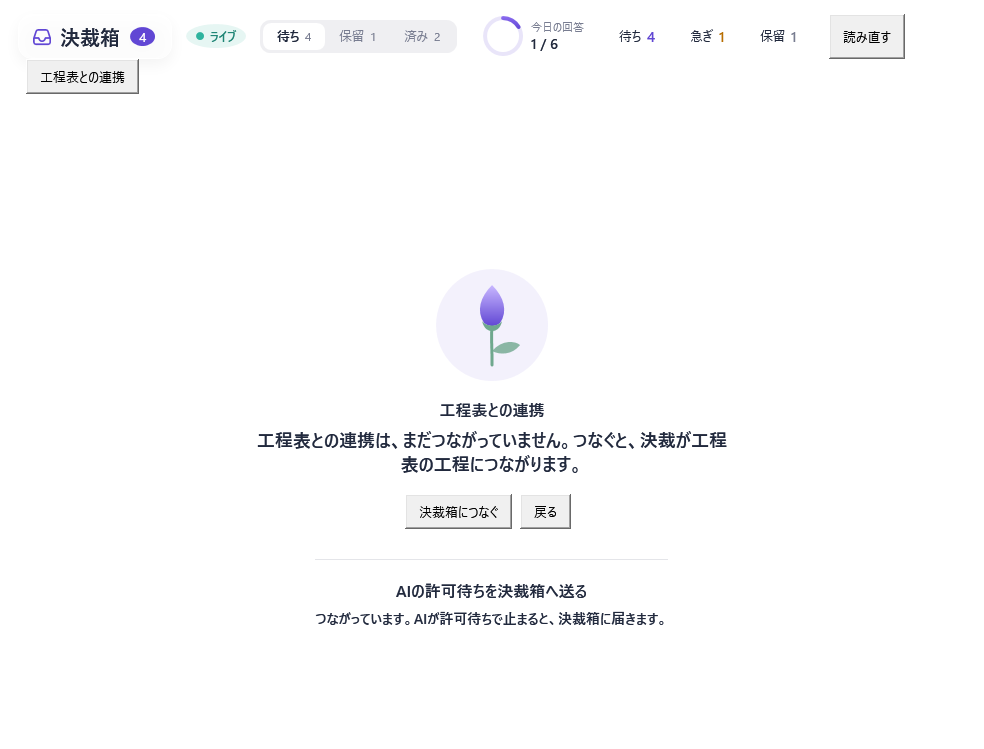 決裁箱 4
ライブ
待ち 4 保留 1 済み 2
今日の回答
1 / 6
待ち 4 急ぎ 1 保留 1
読み直す
工程表との連携
工程表との連携
工程表との連携は、まだつながっていません。つなぐと、決裁が工程
表の工程につながります。
決裁箱につなぐ 戻る
AIの許可待ちを決裁箱へ送る
つながっています。AIが許可待ちで止まると、決裁箱に届きます。